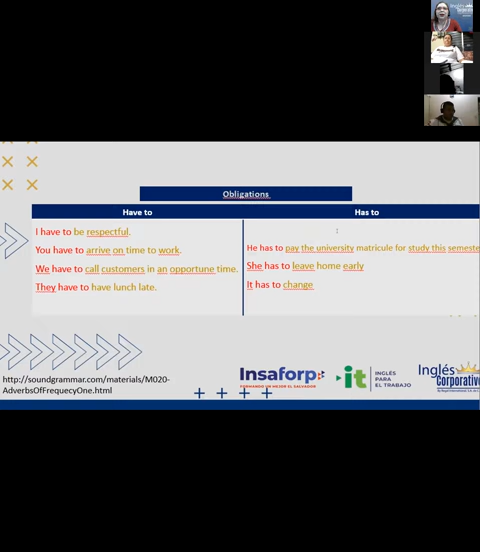 Inglés
Obligations
Have to
Has to
I have to be respectful.
You have to arrive on time to work.
We have to call customers in an opportune time.
They have to have lunch late.
He has to pay the university matricule for study this semeste
She has to leave home early
It has to change
http://soundgrammar.com/materials/M020-
AdverbsOfFrequecyOne.html
Insaforp
FORMANDO UN MEJOR EL SALVADOR
it
INGLÉS
PARA
EL TRABAJO
Inglés
Corporativo